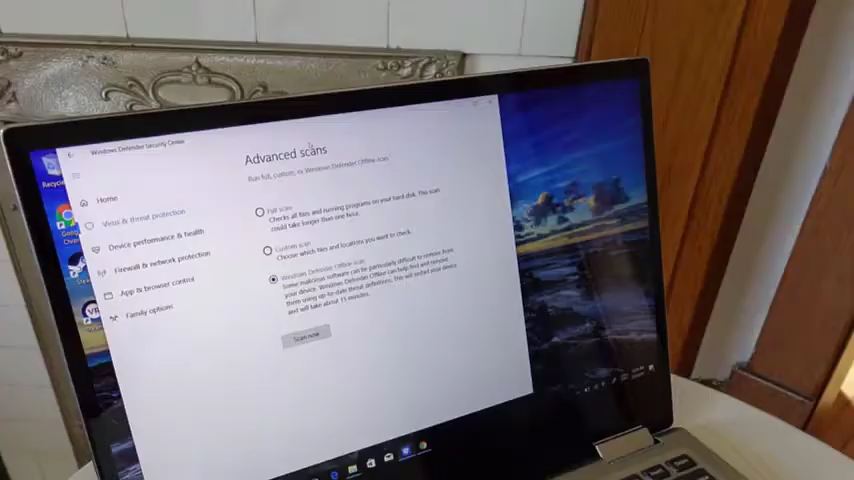 Windows Defender Security Center
Advanced scans
Run full, custom, or Windows Defender Offline scan
Home
Virus & threat protection
Device performance & health
Firewall & network protection
App & browser control
Family options
Full scan
Checks all files and running programs on your hard disk. This scan
could take longer than one hour.
Custom scan
Choose which files and locations you want to check.
Windows Defender Offline scan
Some malicious software can be particularly difficult to remove from
your device. Windows Defender Offline can help find and remove
them using up-to-date threat definitions. This will restart your device
and will take about 15 minutes.
Scan now
Recycle